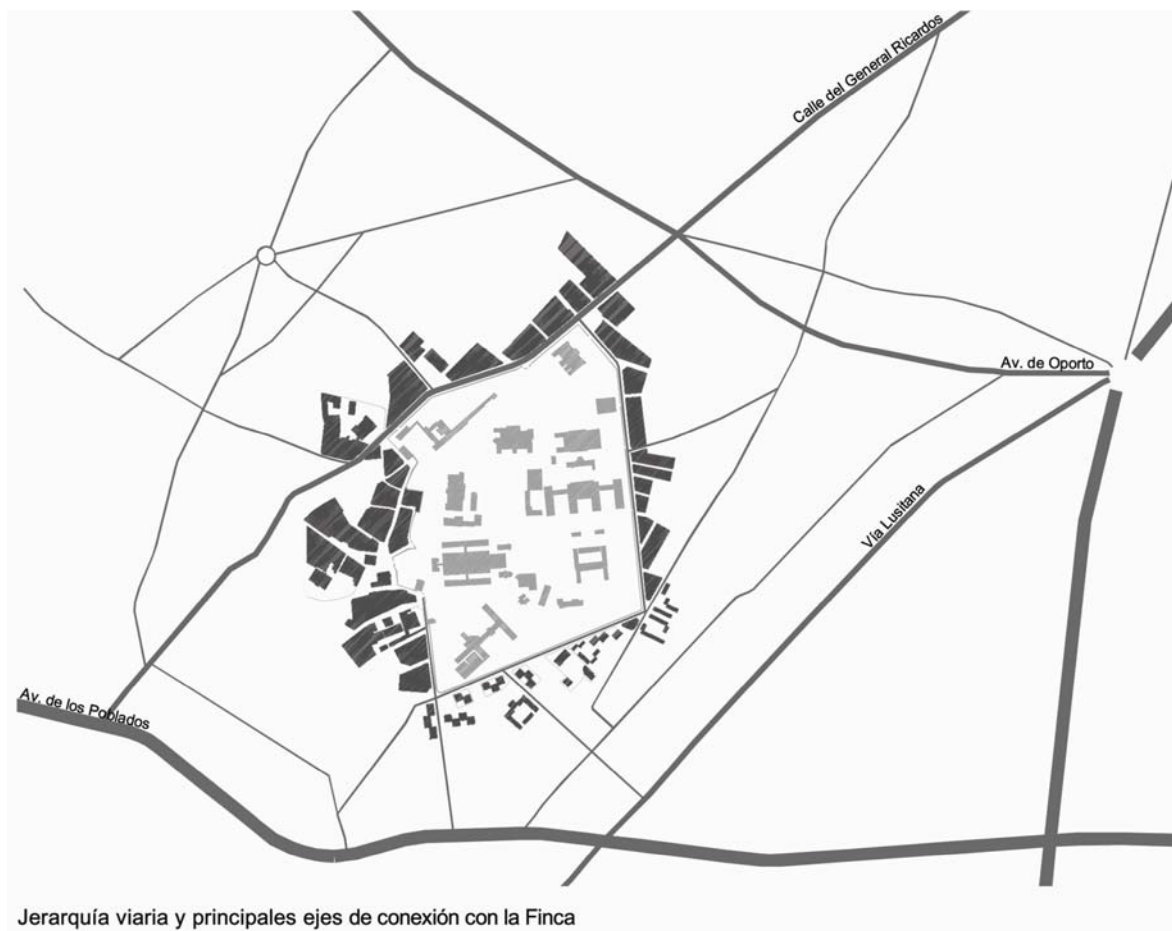 Calle del General Ricardos
Av. de Oporto
Vía Lusitana
Av. de los Poblados
Jerarquía viaria y principales ejes de conexión con la Finca